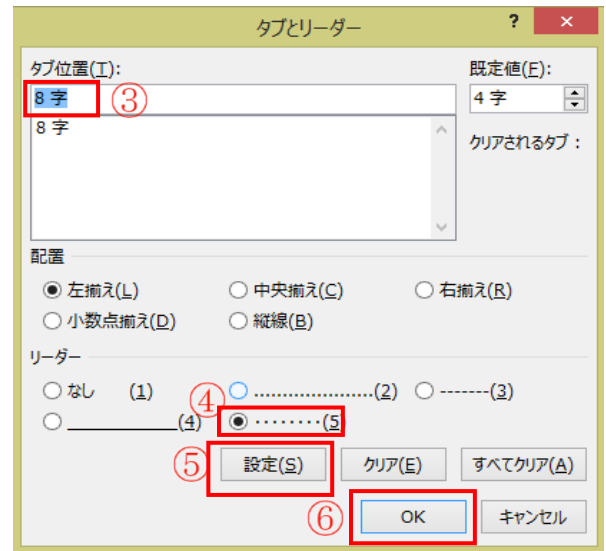 タブとリーダー ? ×
タブ位置(T): 既定値(F):
8 字 ③ 4 字
8 字
クリアされるタブ：
配置
左揃え(L) 中央揃え(C) 右揃え(R)
小数点揃え(D) 縦線(B)
リーダー
なし (1) ④ ....................(2) -------(3)
__________(4) ········(5)
⑤ 設定(S) クリア(E) すべてクリア(A)
⑥ OK キャンセル